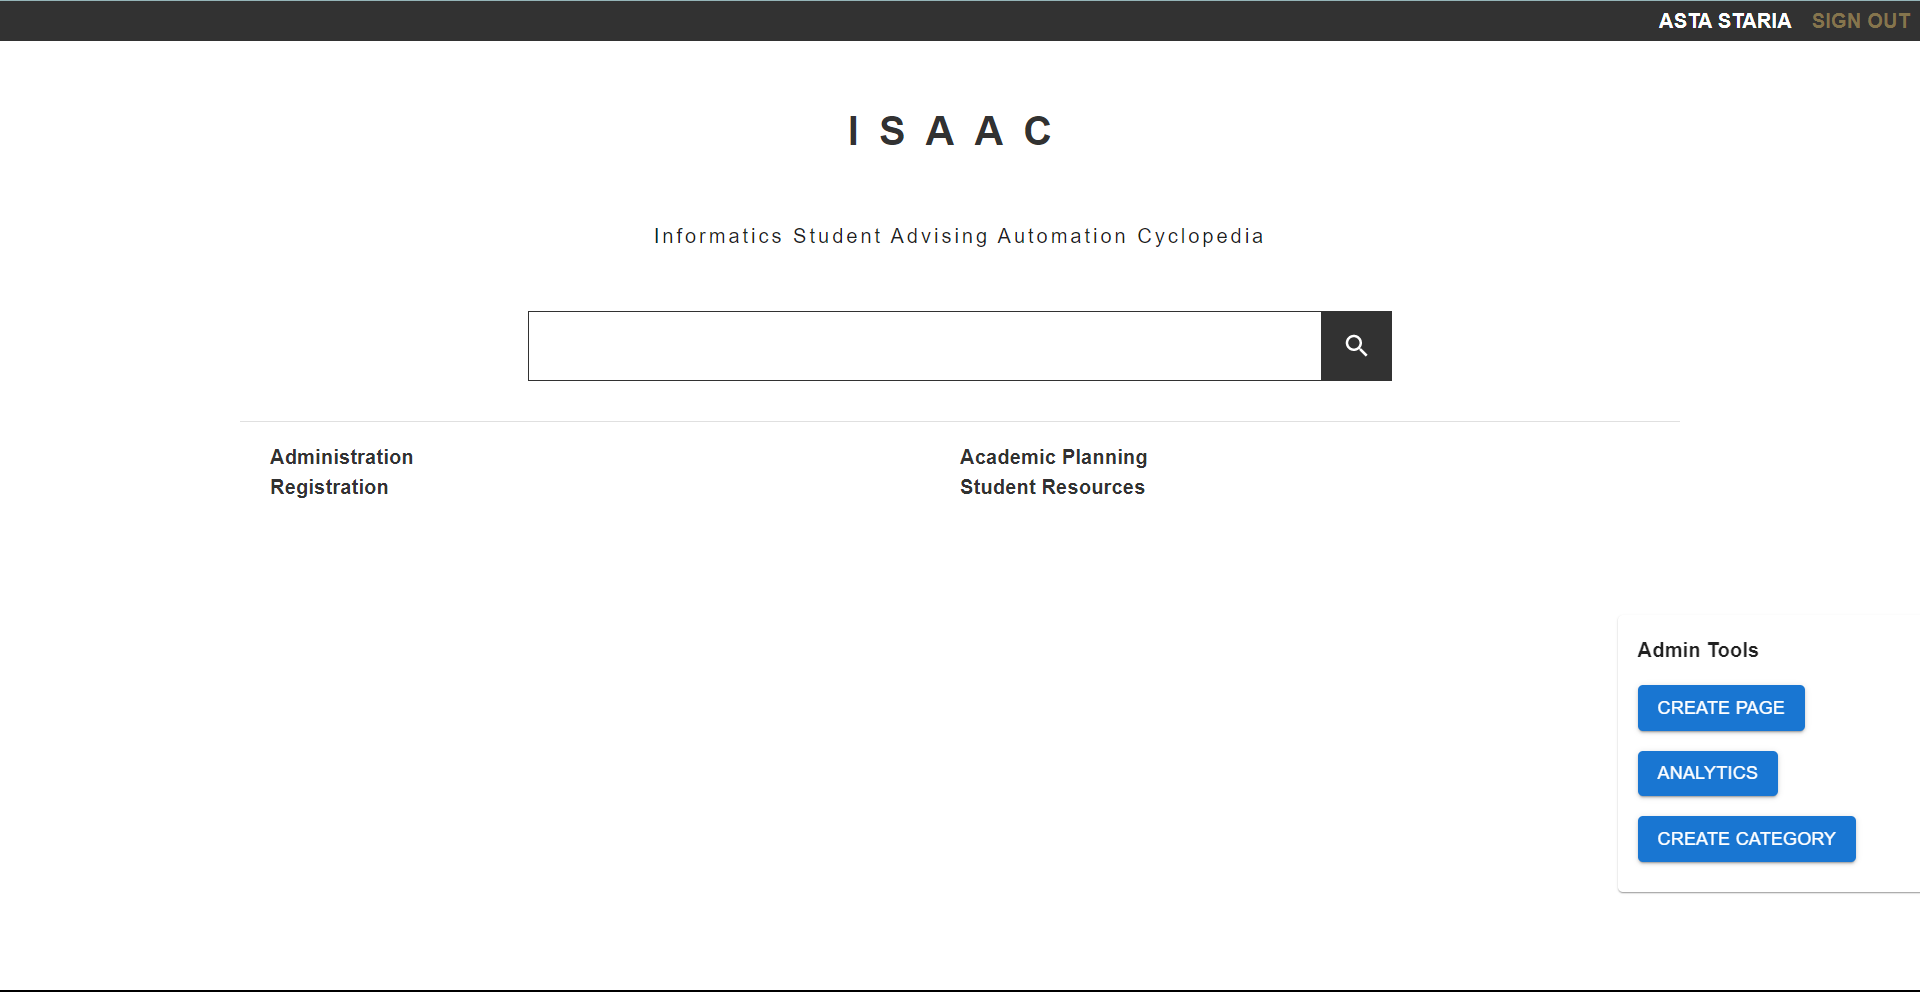 ASTA STARIA SIGN OUT
I S A A C
Informatics Student Advising Automation Cyclopedia
Administration
Registration
Academic Planning
Student Resources
Admin Tools
CREATE PAGE
ANALYTICS
CREATE CATEGORY